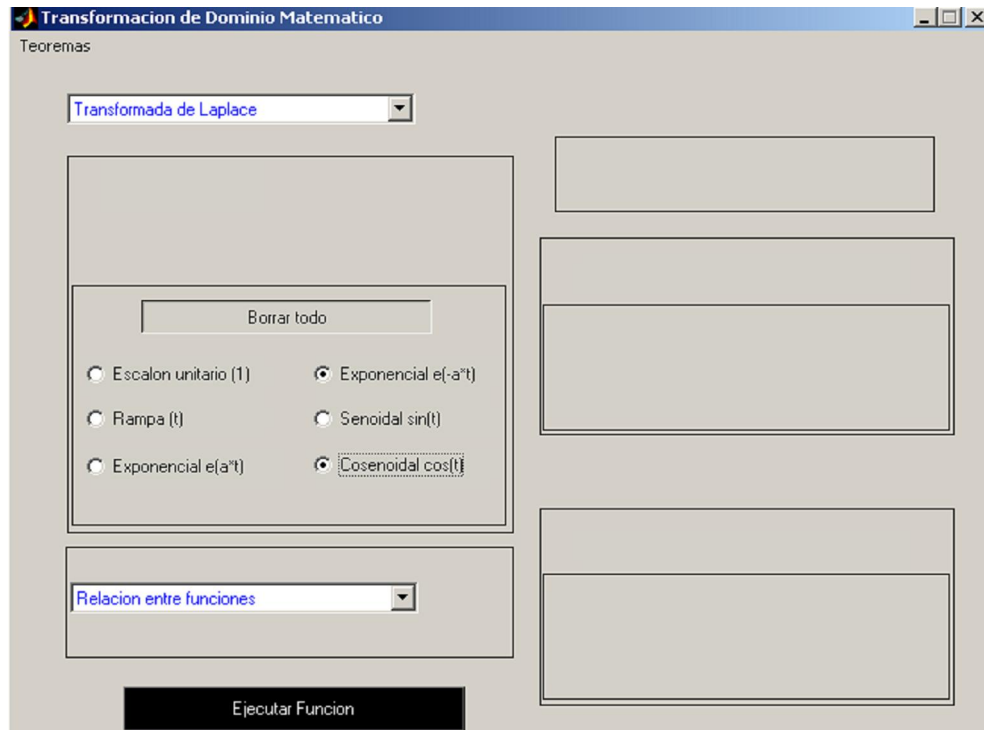 Transformacion de Dominio Matematico
Teoremas
Transformada de Laplace
Borrar todo
Escalon unitario (1)
Exponencial e(-a*t)
Rampa (t)
Senoidal sin(t)
Exponencial e(a*t)
Cosenoidal cos(t)
Relacion entre funciones
Ejecutar Funcion